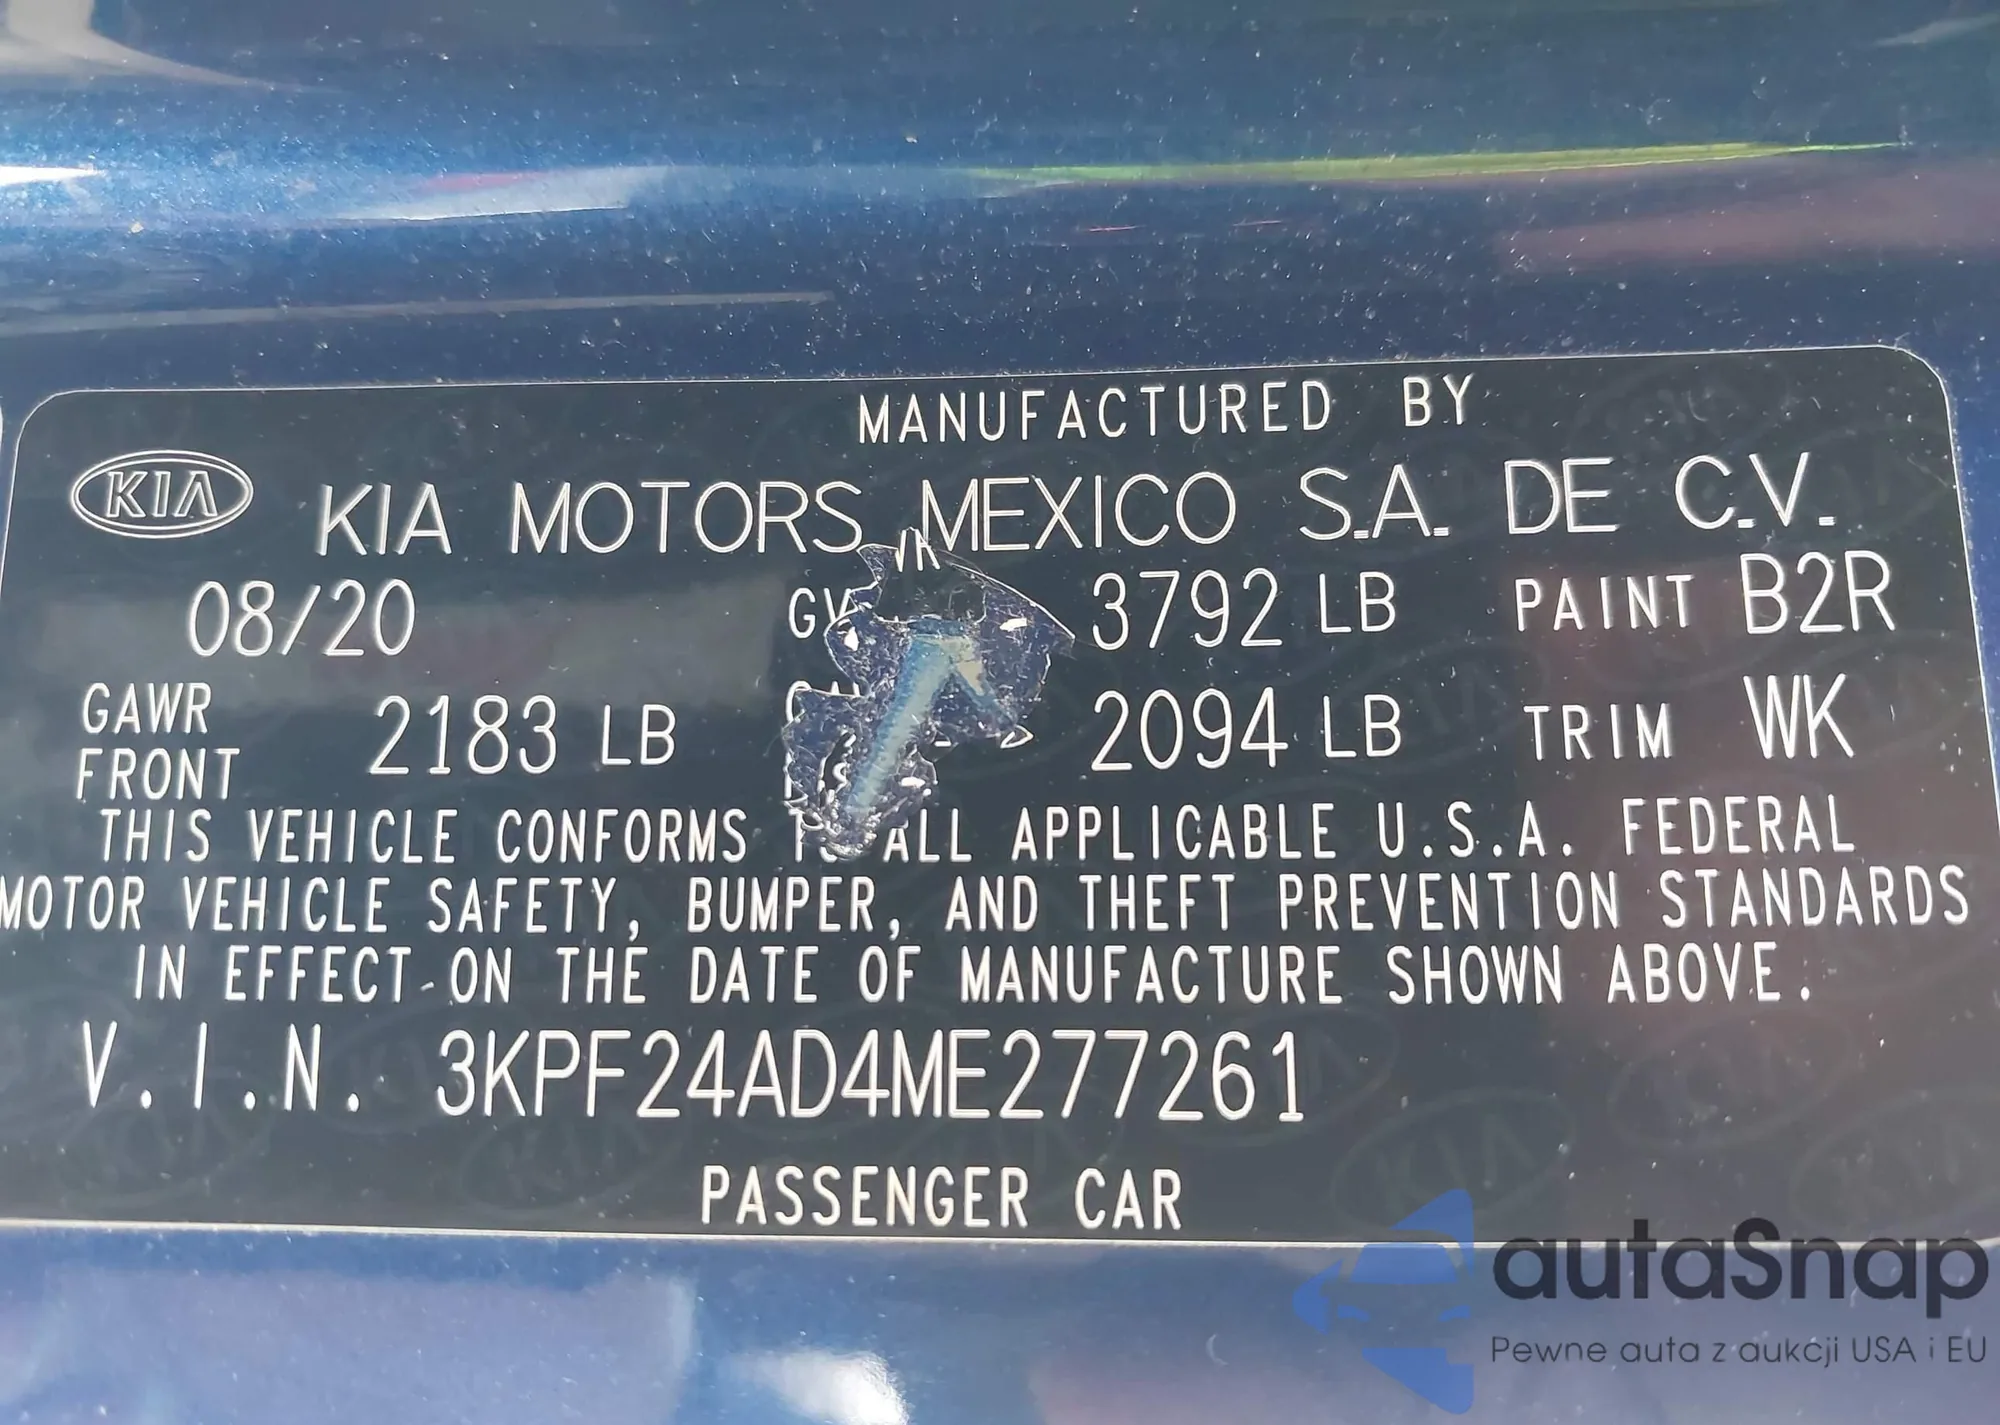 MANUFACTURED BY
KIA KIA MOTORS MEXICO S.A. DE C.V.
08/20 3792 LB PAINT B2R
GAWR FRONT 2183 LB 2094 LB TRIM WK
THIS VEHICLE CONFORMS ALL APPLICABLE U.S.A. FEDERAL
MOTOR VEHICLE SAFETY, BUMPER, AND THEFT PREVENTION STANDARDS
IN EFFECT ON THE DATE OF MANUFACTURE SHOWN ABOVE.
V.I.N. 3KPF24AD4ME277261
PASSENGER CAR
autaSnap
Pewne auta z aukcji USA i EU